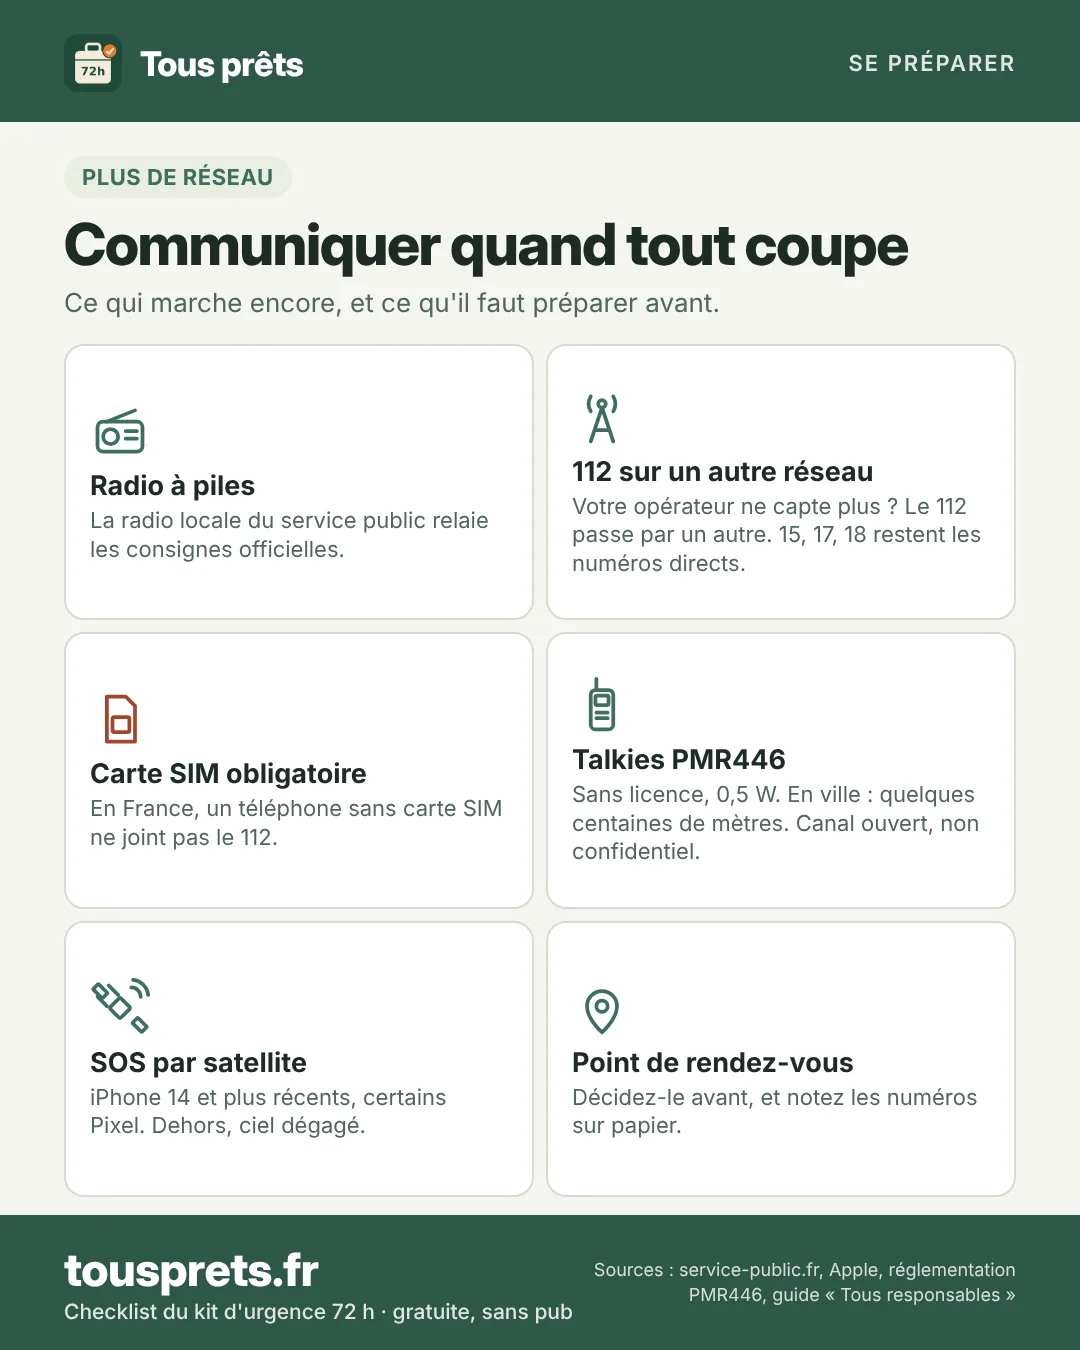 72h
Tous prêts
SE PRÉPARER
PLUS DE RÉSEAU
Communiquer quand tout coupe
Ce qui marche encore, et ce qu'il faut préparer avant.
Radio à piles
La radio locale du service public relaie
les consignes officielles.
112 sur un autre réseau
Votre opérateur ne capte plus ? Le 112
passe par un autre. 15, 17, 18 restent les
numéros directs.
Carte SIM obligatoire
En France, un téléphone sans carte SIM
ne joint pas le 112.
Talkies PMR446
Sans licence, 0,5 W. En ville : quelques
centaines de mètres. Canal ouvert, non
confidentiel.
SOS par satellite
iPhone 14 et plus récents, certains
Pixel. Dehors, ciel dégagé.
Point de rendez-vous
Décidez-le avant, et notez les numéros
sur papier.
tousprets.fr
Checklist du kit d'urgence 72 h · gratuite, sans pub
Sources : service-public.fr, Apple, réglementation
PMR446, guide « Tous responsables »